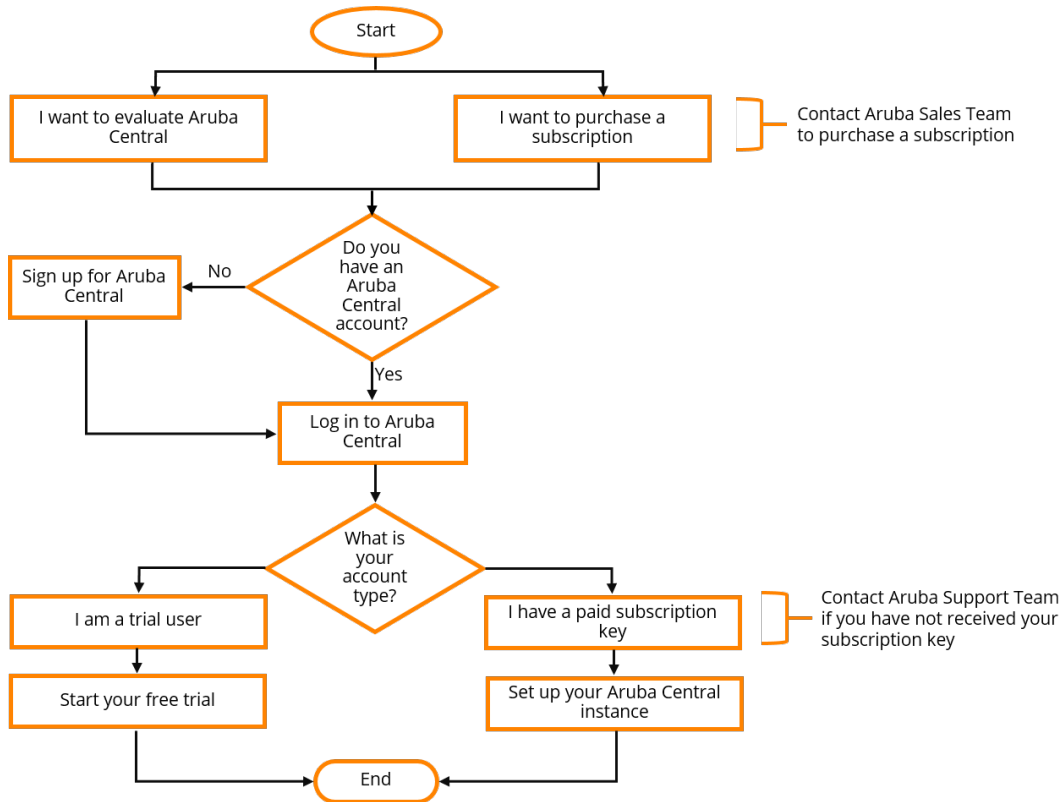 Start
I want to evaluate Aruba
Central
I want to purchase a
subscription
Contact Aruba Sales Team
to purchase a subscription
Do you
have an
Aruba
Central
account?
No
Sign up for Aruba
Central
Yes
Log in to Aruba
Central
What is
your
account
type?
I am a trial user
I have a paid subscription
key
Contact Aruba Support Team
if you have not received your
subscription key
Start your free trial
Set up your Aruba Central
instance
End